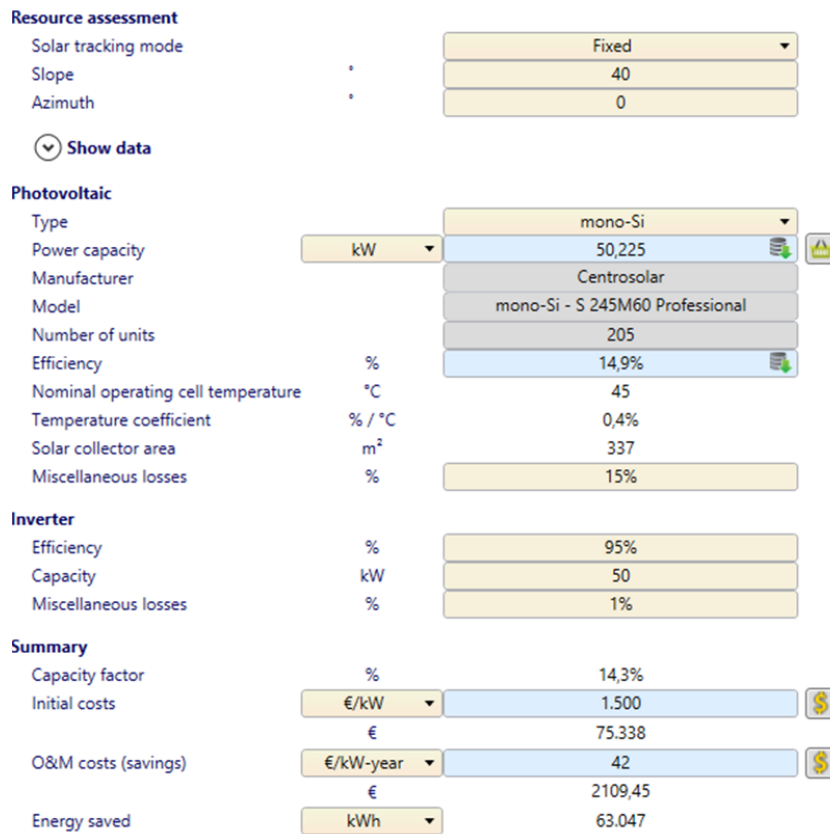 Resource assessment
Solar tracking mode Fixed
Slope ° 40
Azimuth ° 0
Show data
Photovoltaic
Type mono-Si
Power capacity kW 50,225
Manufacturer Centrosolar
Model mono-Si - S 245M60 Professional
Number of units 205
Efficiency % 14,9%
Nominal operating cell temperature °C 45
Temperature coefficient % / °C 0,4%
Solar collector area m² 337
Miscellaneous losses % 15%
Inverter
Efficiency % 95%
Capacity kW 50
Miscellaneous losses % 1%
Summary
Capacity factor % 14,3%
Initial costs €/kW 1.500 $
€ 75.338
O&M costs (savings) €/kW-year 42 $
€ 2109,45
Energy saved kWh 63.047